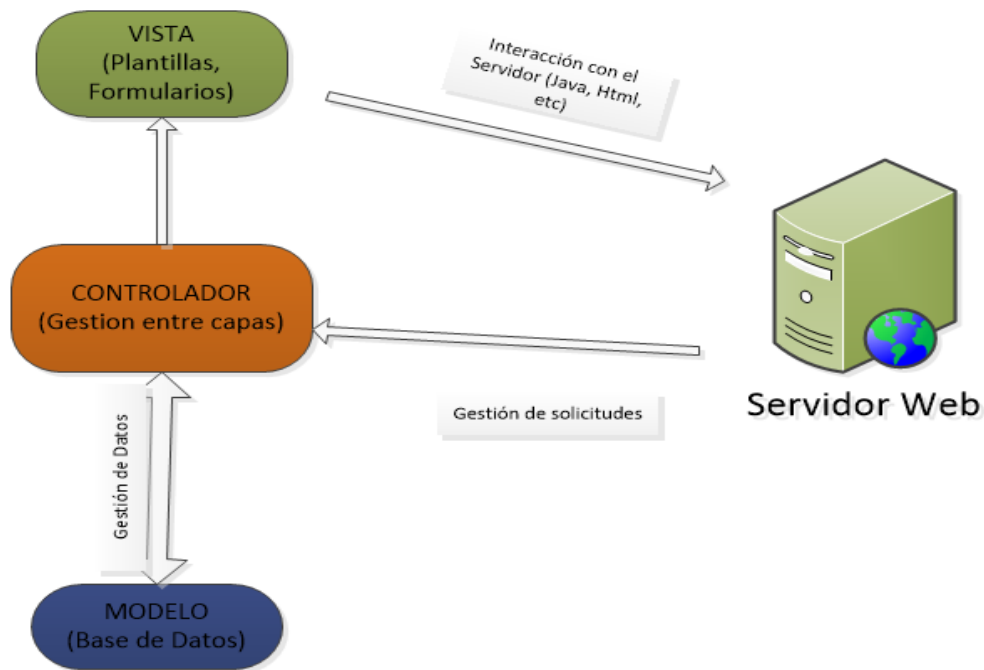 VISTA
(Plantillas,
Formularios)
Interacción con el
Servidor (Java, Html,
etc)
CONTROLADOR
(Gestion entre capas)
Gestión de solicitudes
Servidor Web
Gestión de Datos
MODELO
(Base de Datos)